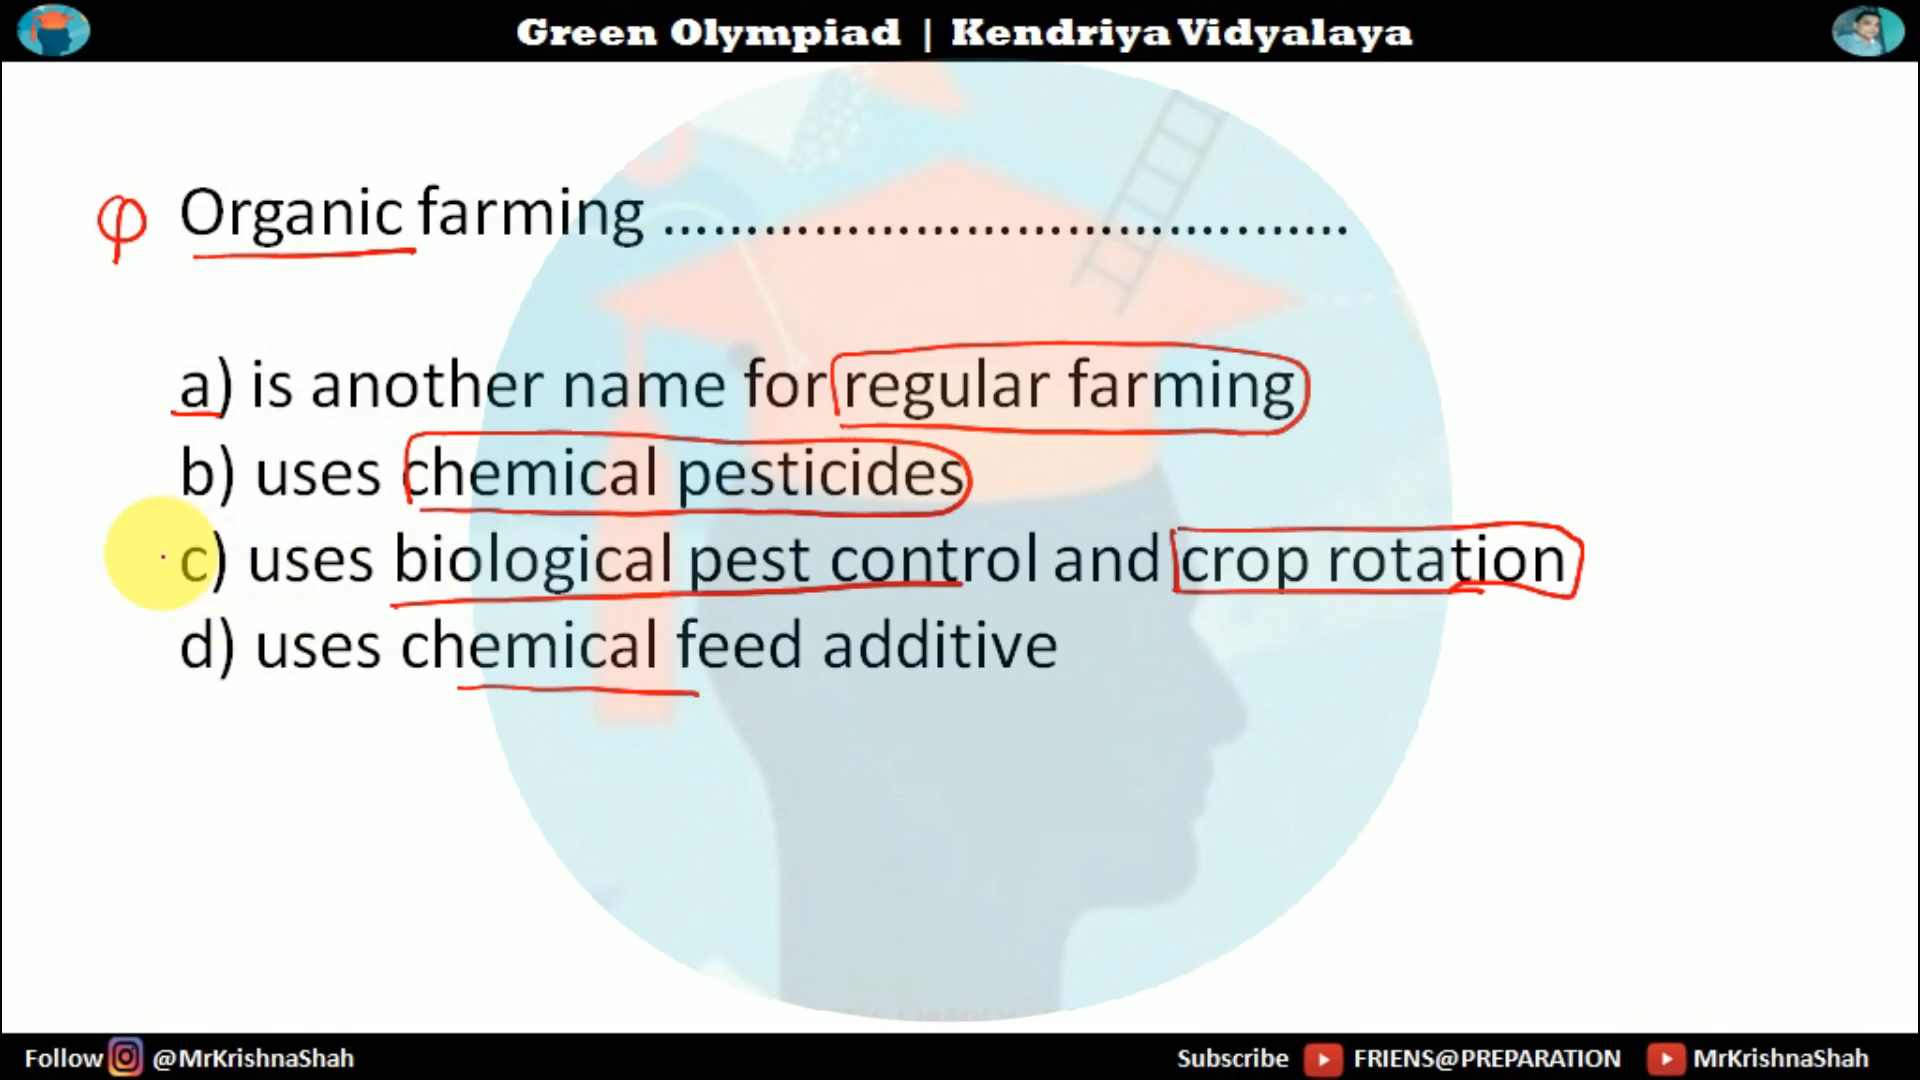 Green Olympiad | Kendriya Vidyalaya
φ Organic farming ..........................................
a) is another name for regular farming
b) uses chemical pesticides
c) uses biological pest control and crop rotation
d) uses chemical feed additive
Follow @MrKrishnaShah Subscribe FRIENS@PREPARATION MrKrishnaShah